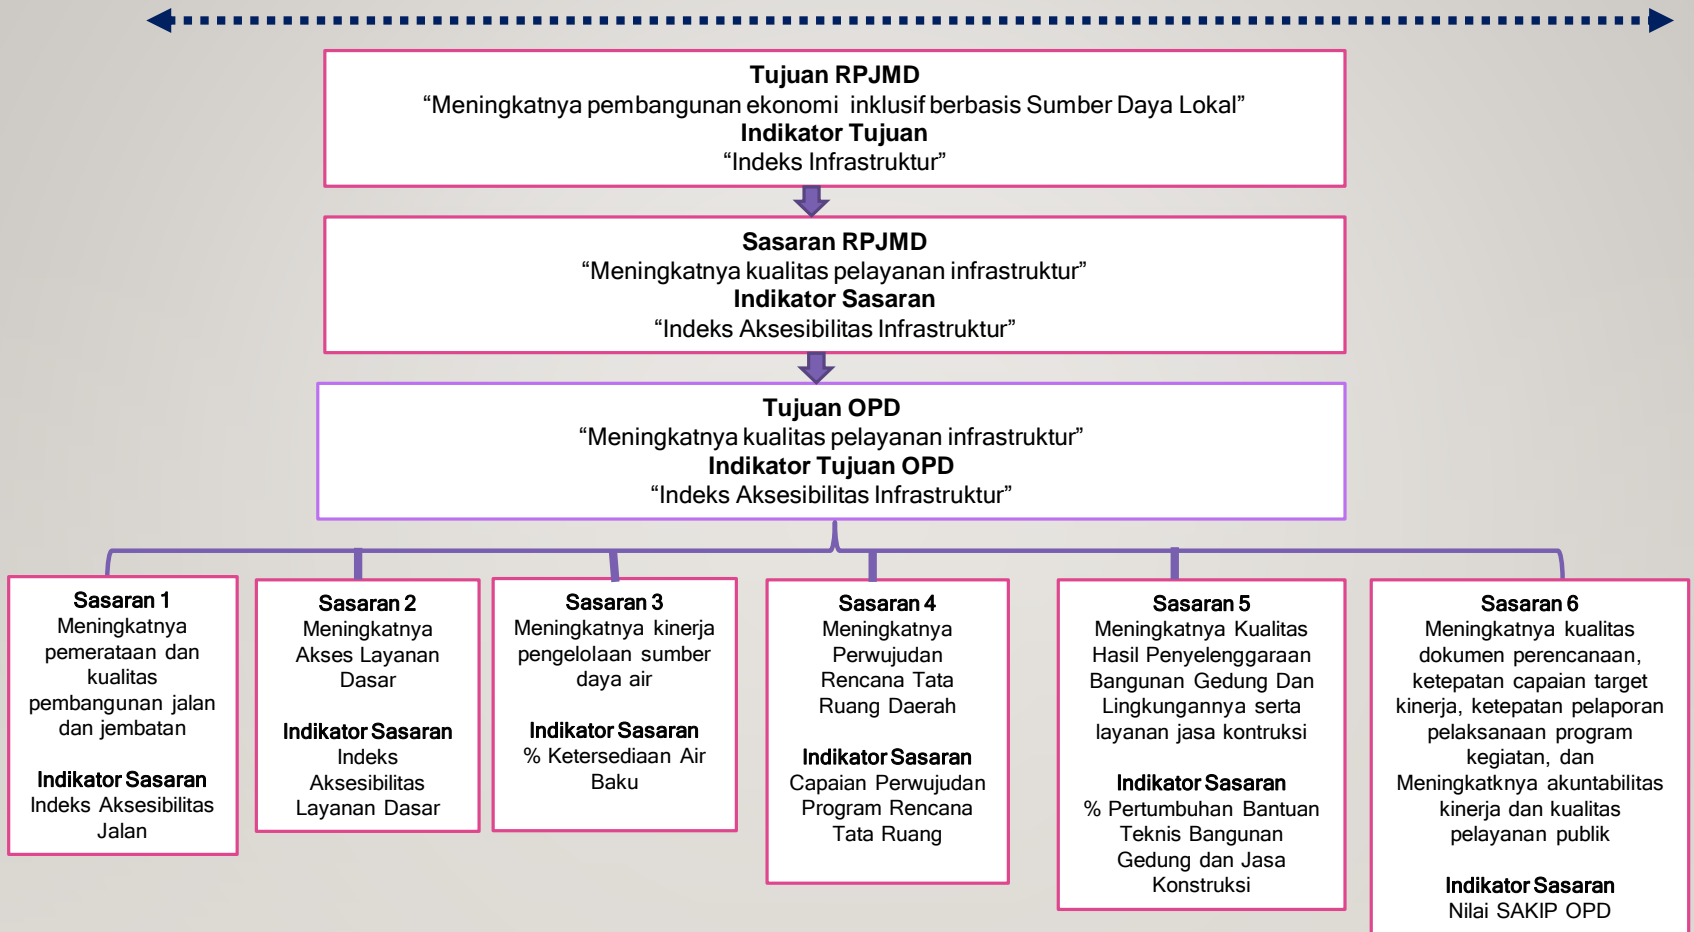 Tujuan RPJMD
“Meningkatnya pembangunan ekonomi inklusif berbasis Sumber Daya Lokal”
Indikator Tujuan
“Indeks Infrastruktur”
Sasaran RPJMD
“Meningkatnya kualitas pelayanan infrastruktur”
Indikator Sasaran
“Indeks Aksesibilitas Infrastruktur”
Tujuan OPD
“Meningkatnya kualitas pelayanan infrastruktur”
Indikator Tujuan OPD
“Indeks Aksesibilitas Infrastruktur”
Sasaran 1
Meningkatnya
pemerataan dan
kualitas
pembangunan jalan
dan jembatan
Indikator Sasaran
Indeks Aksesibilitas
Jalan
Sasaran 2
Meningkatnya
Akses Layanan
Dasar
Indikator Sasaran
Indeks
Aksesibilitas
Layanan Dasar
Sasaran 3
Meningkatnya kinerja
pengelolaan sumber
daya air
Indikator Sasaran
% Ketersediaan Air
Baku
Sasaran 4
Meningkatnya
Perwujudan
Rencana Tata
Ruang Daerah
Indikator Sasaran
Capaian Perwujudan
Program Rencana
Tata Ruang
Sasaran 5
Meningkatnya Kualitas
Hasil Penyelenggaraan
Bangunan Gedung Dan
Lingkungannya serta
layanan jasa kontruksi
Indikator Sasaran
% Pertumbuhan Bantuan
Teknis Bangunan
Gedung dan Jasa
Konstruksi
Sasaran 6
Meningkatnya kualitas
dokumen perencanaan,
ketepatan capaian target
kinerja, ketepatan pelaporan
pelaksanaan program
kegiatan, dan
Meningkatknya akuntabilitas
kinerja dan kualitas
pelayanan publik
Indikator Sasaran
Nilai SAKIP OPD